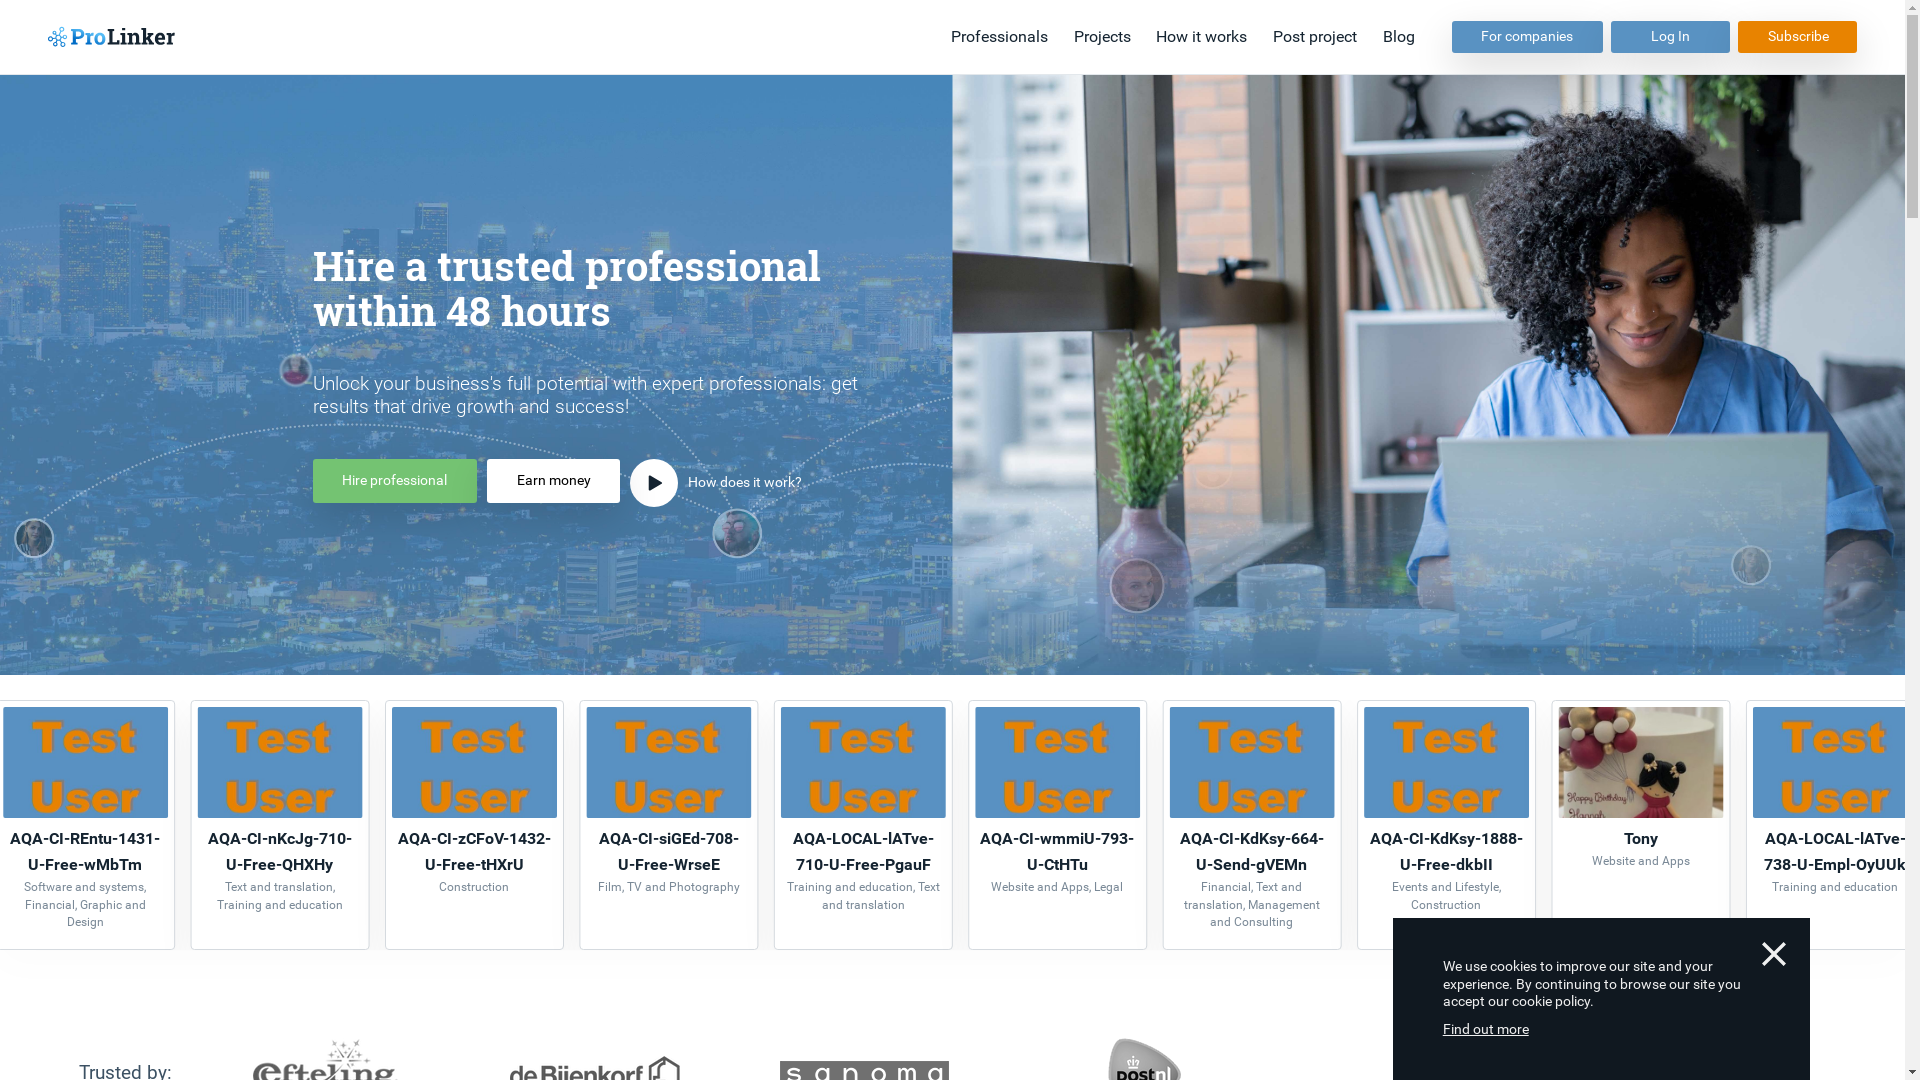 ProLinker
Professionals
Projects
How it works
Post project
Blog
For companies
Log In
Subscribe
Hire a trusted professional
within 48 hours
Unlock your business's full potential with expert professionals: get
results that drive growth and success!
Hire professional
Earn money
How does it work?
Test
User
AQA-CI-REntu-1431-
U-Free-wMbTm
Software and systems,
Financial, Graphic and
Design
Test
User
AQA-CI-nKcJg-710-
U-Free-QHXHy
Text and translation,
Training and education
Test
User
AQA-CI-zCFoV-1432-
U-Free-tHXrU
Construction
Test
User
AQA-CI-siGEd-708-
U-Free-WrseE
Film, TV and Photography
Test
User
AQA-LOCAL-lATve-
710-U-Free-PgauF
Training and education, Text
and translation
Test
User
AQA-CI-wmmiU-793-
U-CtHTu
Website and Apps, Legal
Test
User
AQA-CI-KdKsy-664-
U-Send-gVEMn
Financial, Text and
translation, Management
and Consulting
Test
User
AQA-CI-KdKsy-1888-
U-Free-dkbII
Events and Lifestyle,
Construction
Happy Birthday
Tony
Website and Apps
Test
User
AQA-LOCAL-lATve-
738-U-Empl-OyUUk
Training and education
We use cookies to improve our site and your
experience. By continuing to browse our site you
accept our cookie policy.
Find out more
Trusted by:
efteling
de Bijenkorf
sanoma
postnl